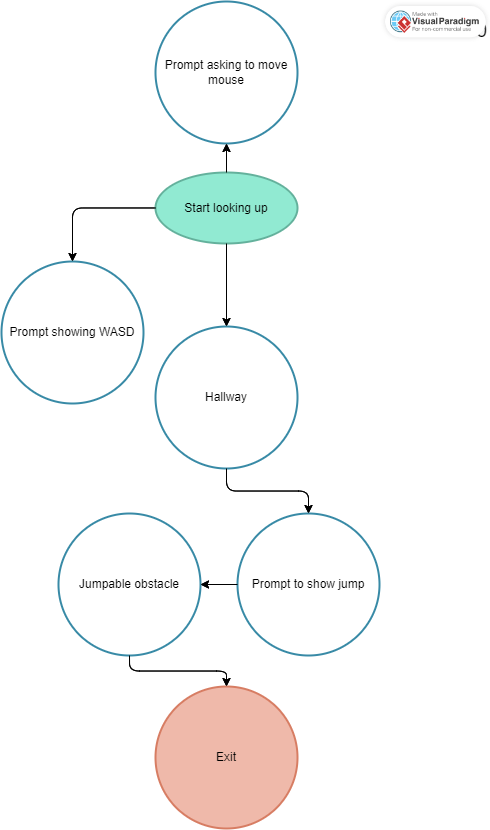 Made with
Visual Paradigm
For non-commercial use
Prompt asking to move
mouse
Start looking up
Prompt showing WASD
Hallway
Jumpable obstacle
Prompt to show jump
Exit